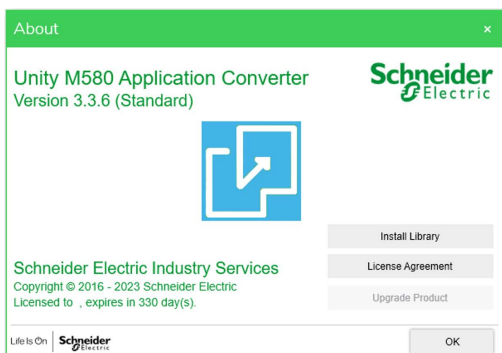 About
×
Unity M580 Application Converter
Version 3.3.6 (Standard)
Schneider
Electric
Install Library
License Agreement
Upgrade Product
Schneider Electric Industry Services
Copyright © 2016 - 2023 Schneider Electric
Licensed to , expires in 330 day(s).
Life Is On
Schneider
Electric
OK